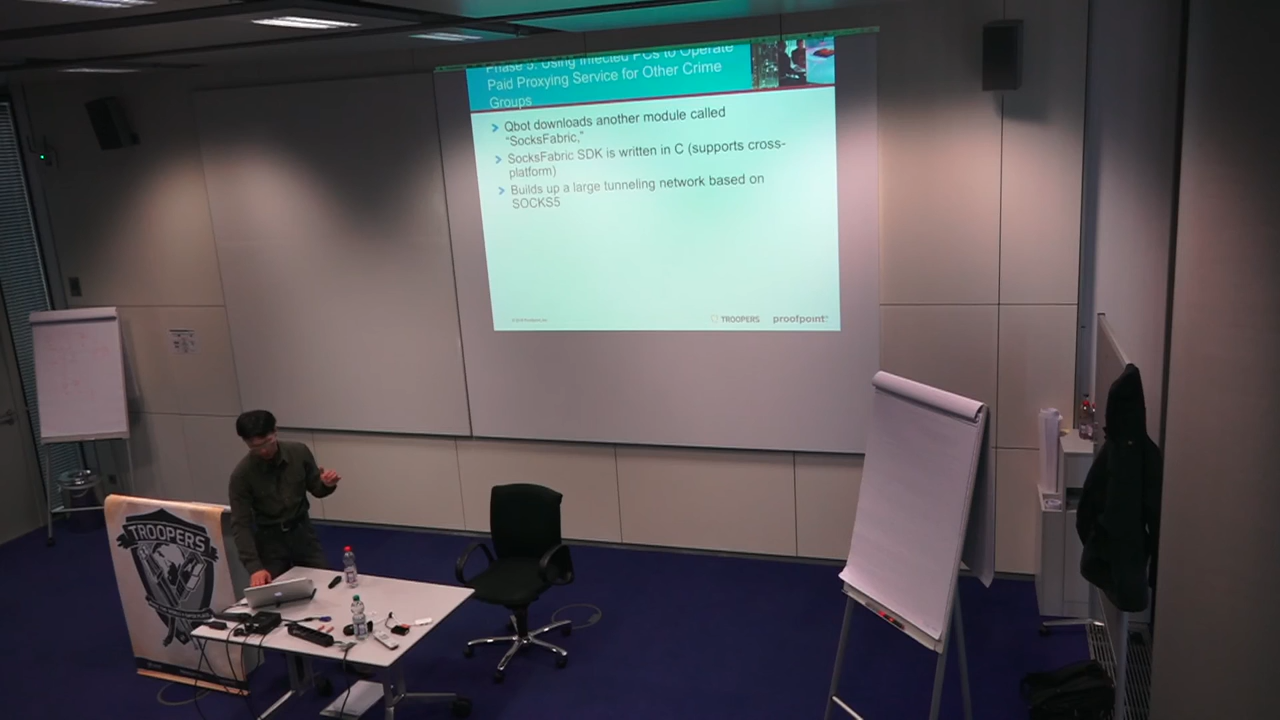 Phase 5: Using Infected PCs to Operate
Paid Proxying Service for Other Crime
Groups
Qbot downloads another module called
"SocksFabric,"
SocksFabric SDK is written in C (supports cross-
platform)
Builds up a large tunneling network based on
SOCKS5
TROOPERS
proofpoint
TROOPERS